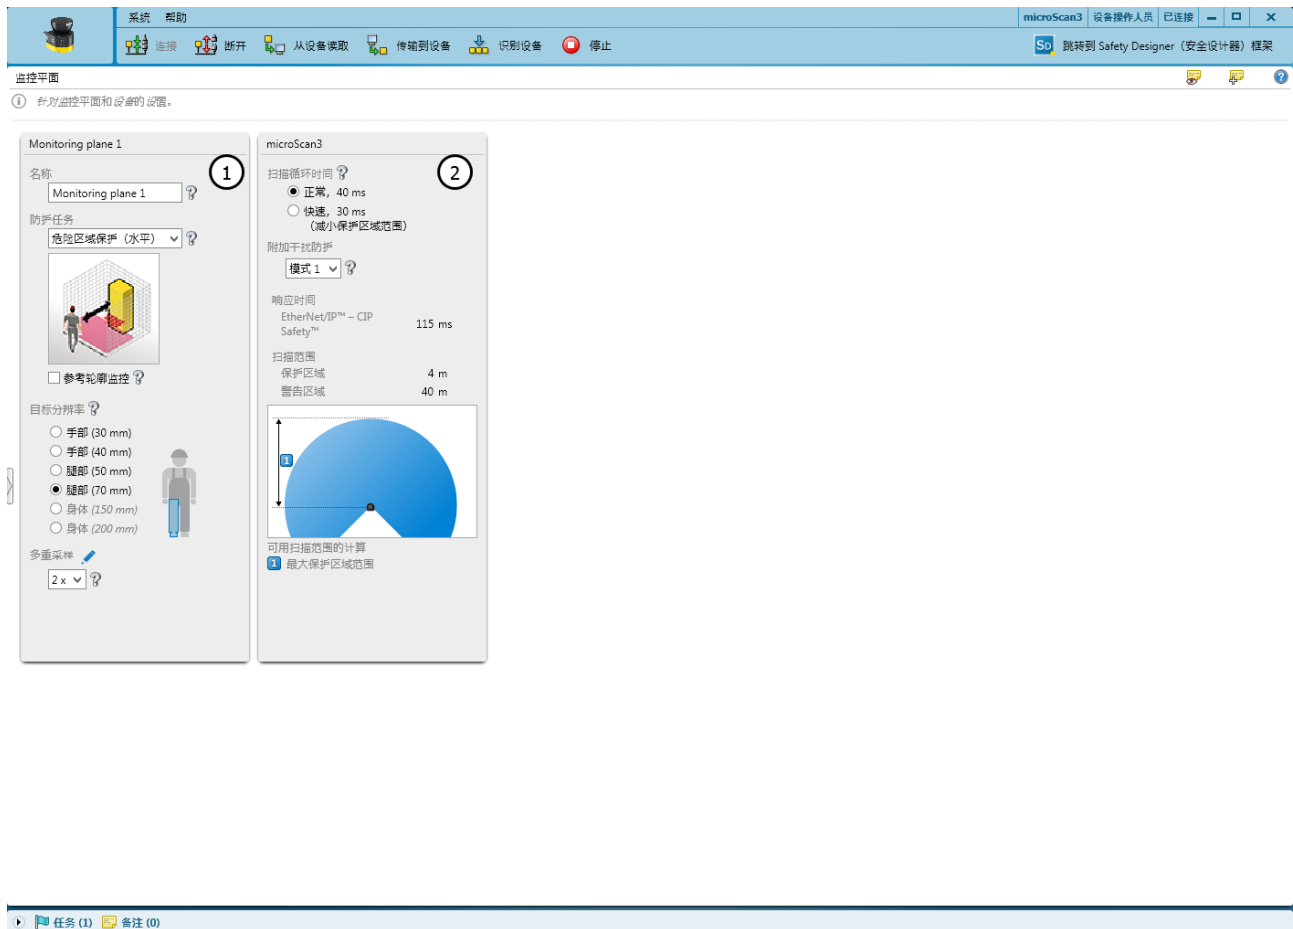 系统 帮助
microScan3 设备操作人员 已连接
连接 断开 从设备读取 传输到设备 识别设备 停止
SD 跳转到 Safety Designer（安全设计器）框架
监控平面
针对监控平面和设备的设置。
Monitoring plane 1
1
名称
Monitoring plane 1
防护任务
危险区域保护（水平）
参考轮廓监控
目标分辨率
手部 (30 mm)
手部 (40 mm)
腿部 (50 mm)
腿部 (70 mm)
身体 (150 mm)
身体 (200 mm)
多重采样
2 x
microScan3
2
扫描循环时间
正常，40 ms
快速，30 ms
（减小保护区域范围）
附加干扰防护
模式 1
响应时间
EtherNet/IP™ – CIP
Safety™ 115 ms
扫描范围
保护区域 4 m
警告区域 40 m
1
可用扫描范围的计算
1 最大保护区域范围
任务 (1) 备注 (0)